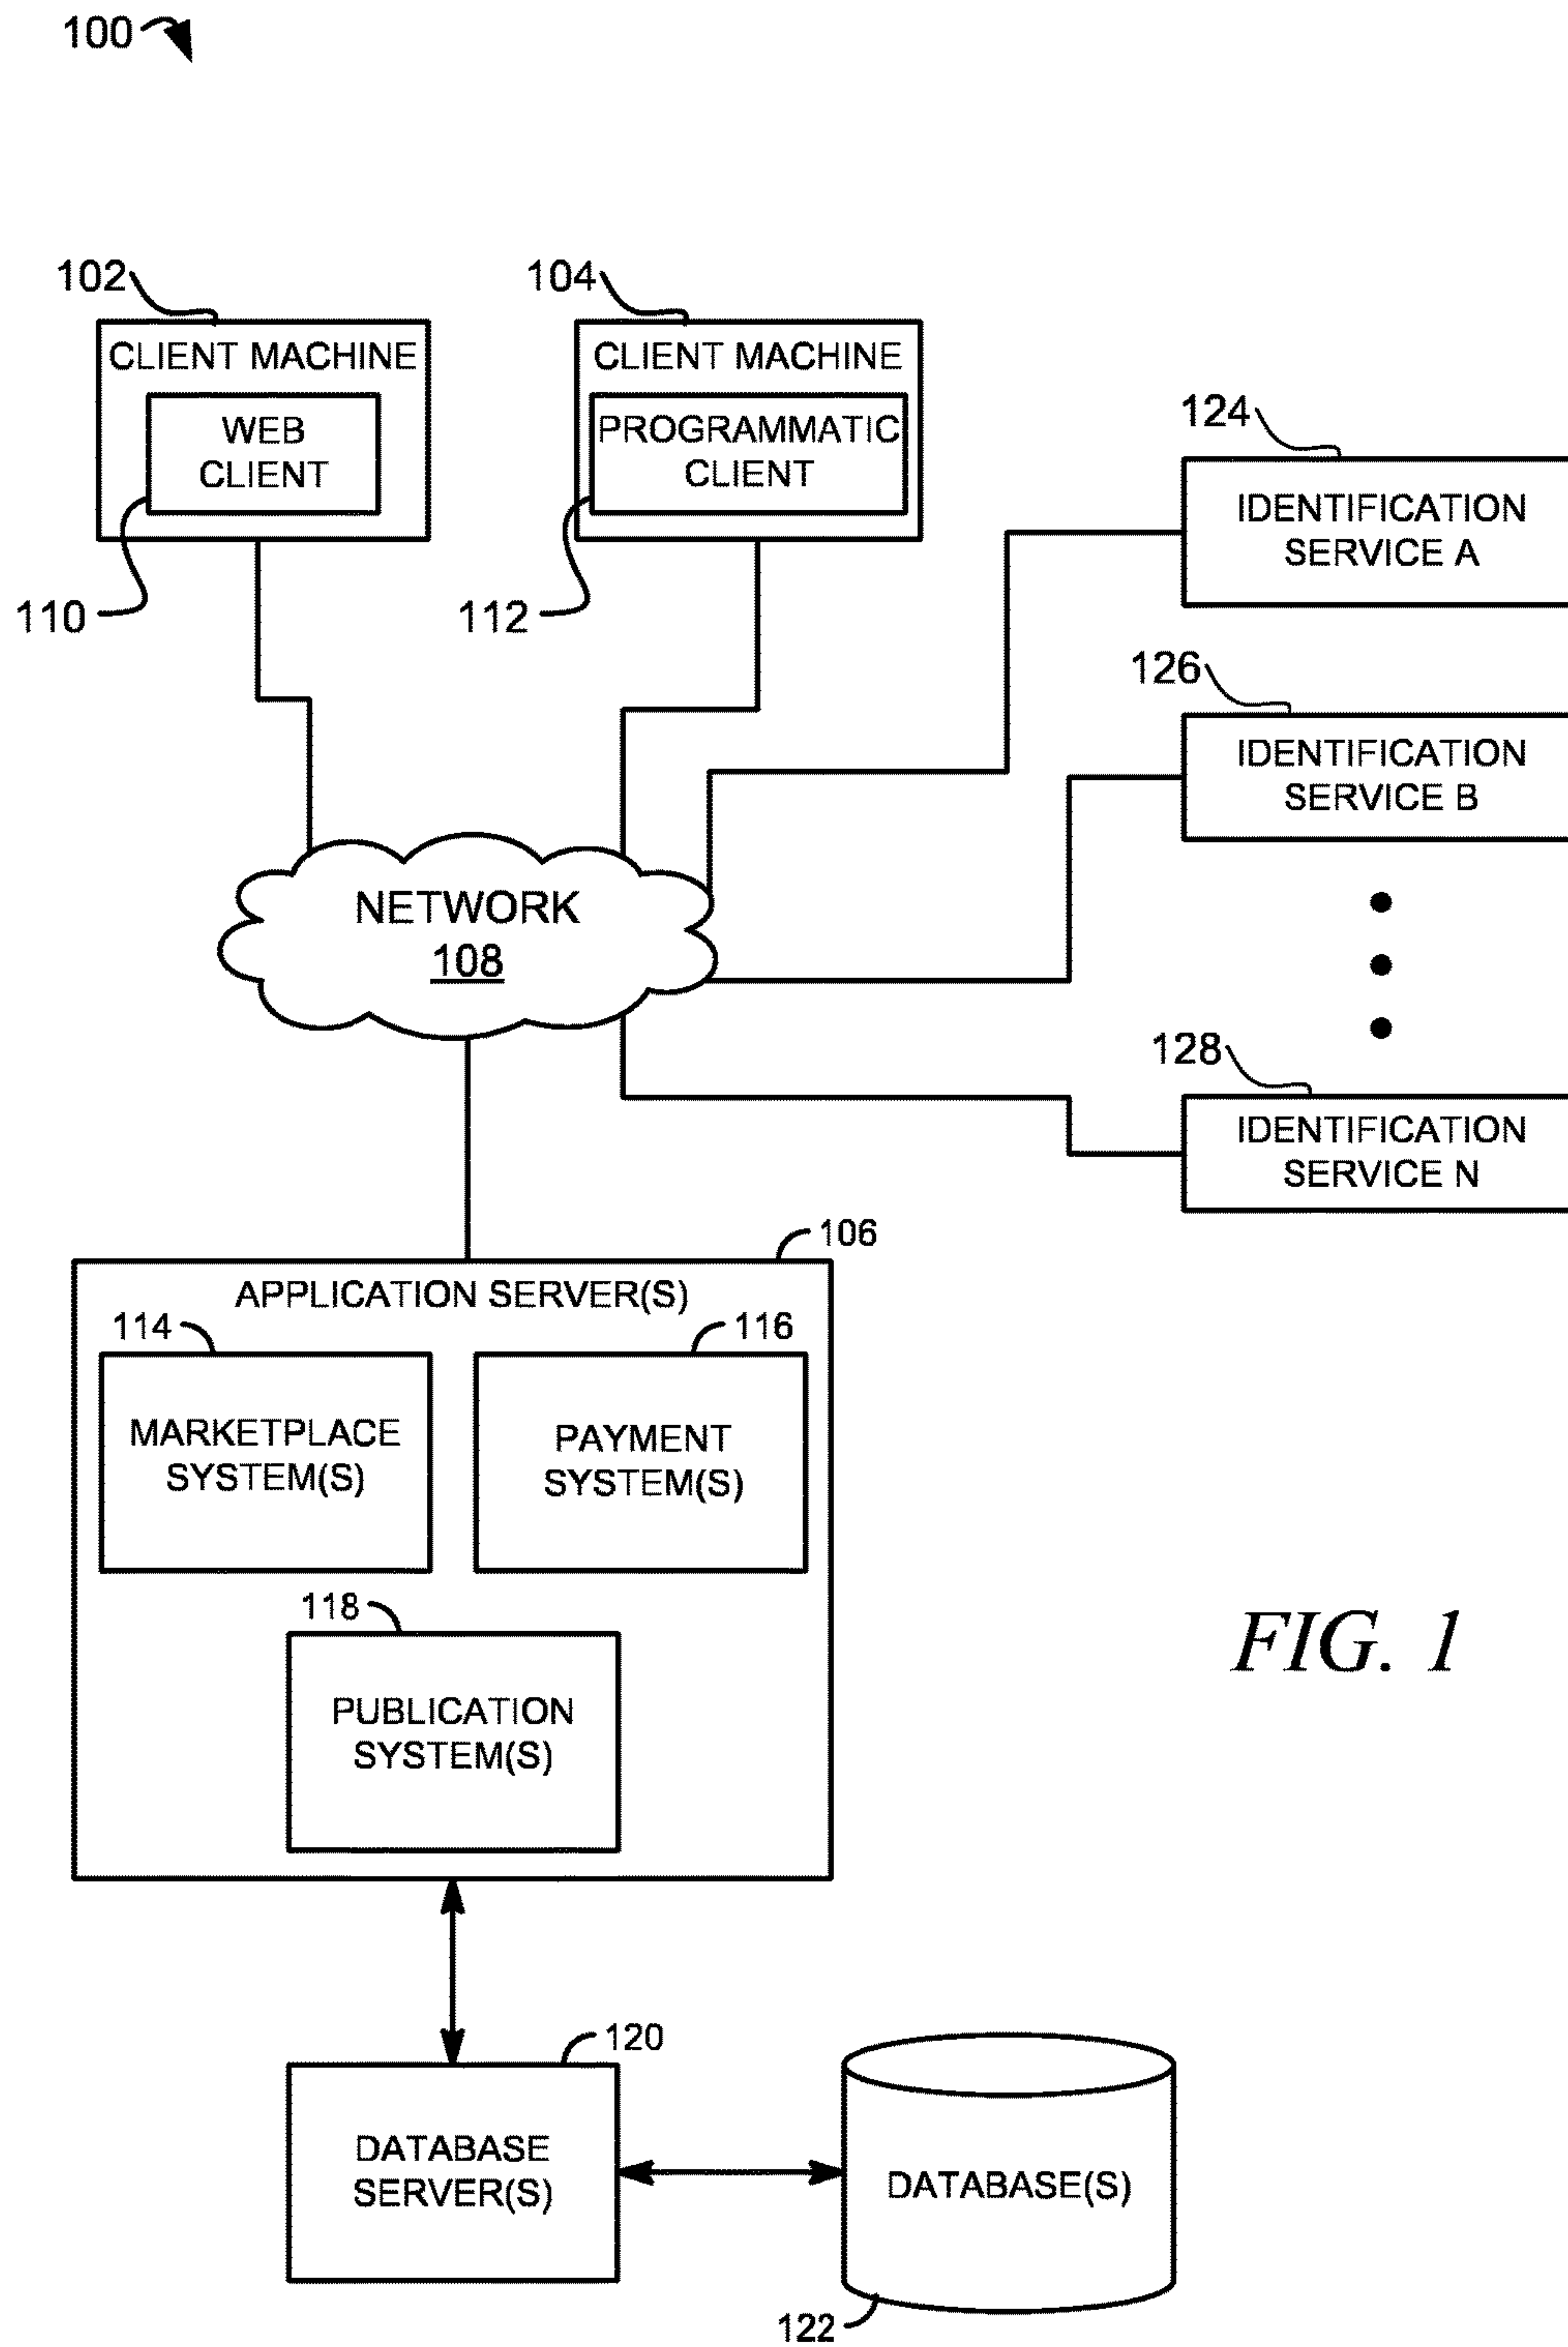 100
102
104
CLIENT MACHINE
CLIENT MACHINE
WEB
CLIENT
PROGRAMMATIC
CLIENT
110
112
124
IDENTIFICATION
SERVICE A
126
IDENTIFICATION
SERVICE B
NETWORK
108
128
IDENTIFICATION
SERVICE N
106
APPLICATION SERVER(S)
114
116
MARKETPLACE
SYSTEM(S)
PAYMENT
SYSTEM(S)
118
PUBLICATION
SYSTEM(S)
FIG. 1
120
DATABASE
SERVER(S)
DATABASE(S)
122